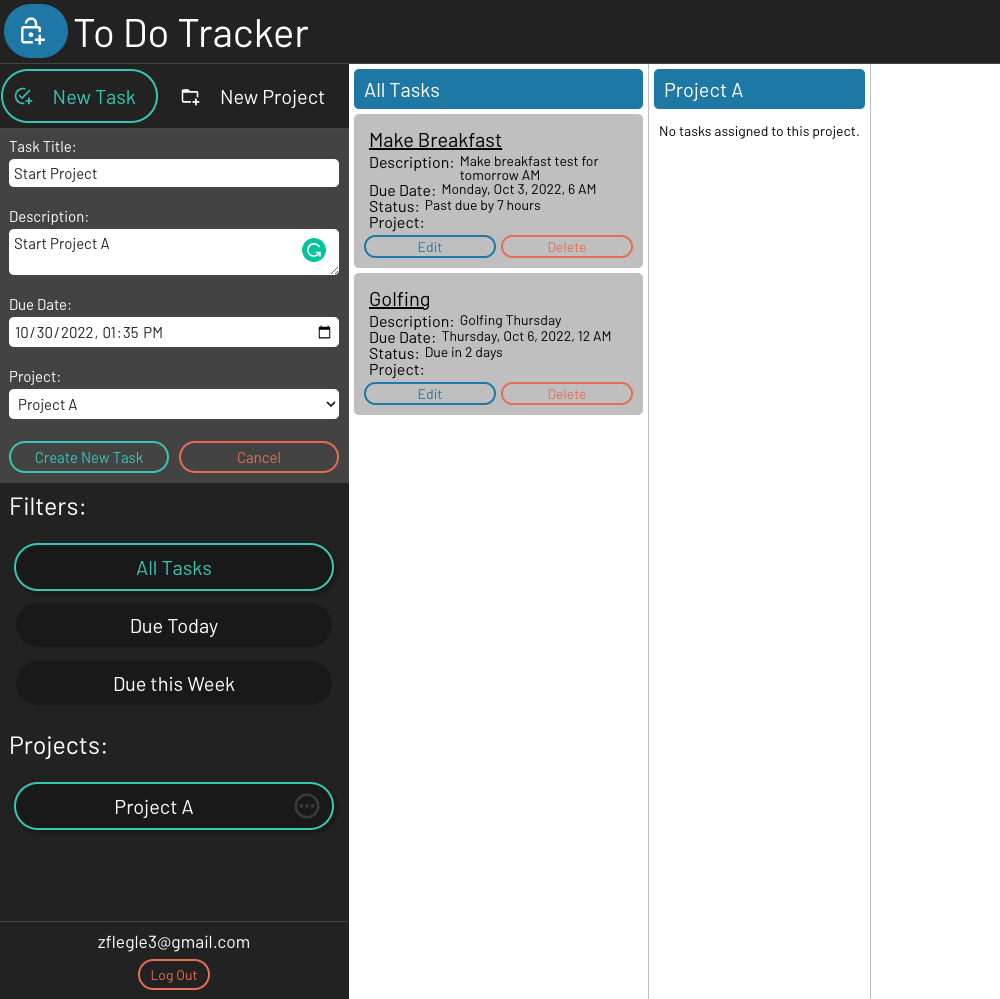 To Do Tracker
New Task
New Project
Task Title:
Start Project
Description:
Start Project A
Due Date:
10/30/2022, 01:35 PM
Project:
Project A
Create New Task
Cancel
Filters:
All Tasks
Due Today
Due this Week
Projects:
Project A
zflegle3@gmail.com
Log Out
All Tasks
Make Breakfast
Description: Make breakfast test for
tomorrow AM
Due Date: Monday, Oct 3, 2022, 6 AM
Status: Past due by 7 hours
Project:
Edit
Delete
Golfing
Description: Golfing Thursday
Due Date: Thursday, Oct 6, 2022, 12 AM
Status: Due in 2 days
Project:
Edit
Delete
Project A
No tasks assigned to this project.